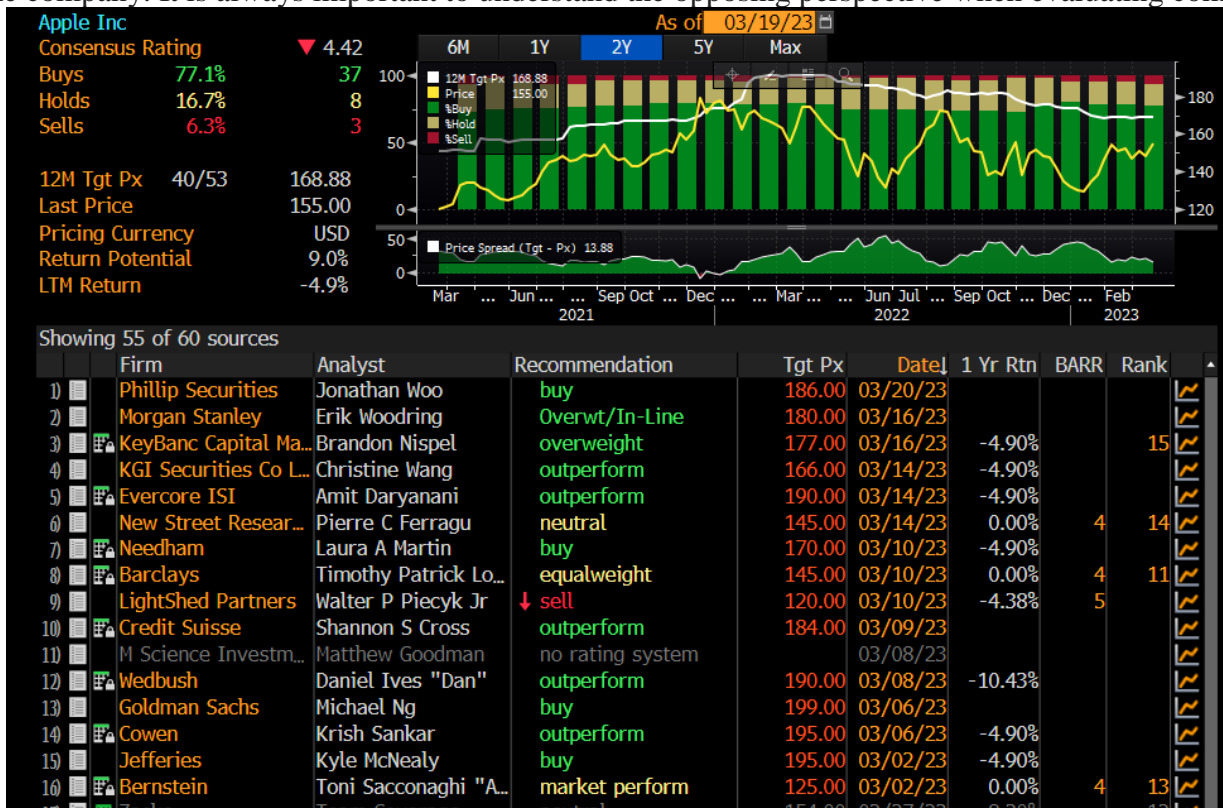 e company. It is always important to understand the opposing perspective when evaluating com
Apple Inc As of 03/19/23
Consensus Rating ▼ 4.42 6M 1Y 2Y 5Y Max
Buys 77.1% 37
Holds 16.7% 8
Sells 6.3% 3
12M Tgt Px 40/53 168.88
Last Price 155.00
Pricing Currency USD
Return Potential 9.0%
LTM Return -4.9%
12M Tgt Px 168.88
Price 155.00
%Buy
%Hold
%Sell
100
50
0
180
160
140
120
Price Spread (Tgt - Px) 13.88
50
0
Mar ... Jun ... ... Sep Oct ... Dec ... ... Mar ... ... Jun Jul ... Sep Oct ... Dec ... Feb
2021 2022 2023
Showing 55 of 60 sources
Firm Analyst Recommendation Tgt Px Date↓ 1 Yr Rtn BARR Rank
1) Phillip Securities Jonathan Woo buy 186.00 03/20/23
2) Morgan Stanley Erik Woodring Overwt/In-Line 180.00 03/16/23
3) KeyBanc Capital Ma... Brandon Nispel overweight 177.00 03/16/23 -4.90% 15
4) KGI Securities Co L... Christine Wang outperform 166.00 03/14/23 -4.90%
5) Evercore ISI Amit Daryanani outperform 190.00 03/14/23 -4.90%
6) New Street Resear... Pierre C Ferragu neutral 145.00 03/14/23 0.00% 4 14
7) Needham Laura A Martin buy 170.00 03/10/23 -4.90%
8) Barclays Timothy Patrick Lo... equalweight 145.00 03/10/23 0.00% 4 11
9) LightShed Partners Walter P Piecyk Jr ↓ sell 120.00 03/10/23 -4.38% 5
10) Credit Suisse Shannon S Cross outperform 184.00 03/09/23
11) M Science Investm... Matthew Goodman no rating system 03/08/23
12) Wedbush Daniel Ives "Dan" outperform 190.00 03/08/23 -10.43%
13) Goldman Sachs Michael Ng buy 199.00 03/06/23
14) Cowen Krish Sankar outperform 195.00 03/06/23 -4.90%
15) Jefferies Kyle McNealy buy 195.00 03/02/23 -4.90%
16) Bernstein Toni Sacconaghi "A... market perform 125.00 03/02/23 0.00% 4 13